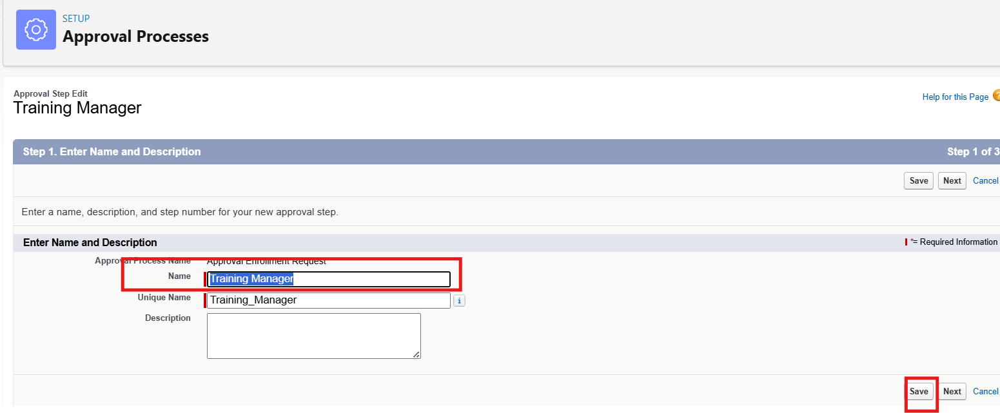 SETUP
Approval Processes
Approval Step Edit
Training Manager
Help for this Page
Step 1. Enter Name and Description
Step 1 of 3
Save
Next
Cancel
Enter a name, description, and step number for your new approval step.
Enter Name and Description
*= Required Information
Approval Process Name
Approval Enrollment Request
Name
Training Manager
Unique Name
Training_Manager
i
Description
Save
Next
Cancel